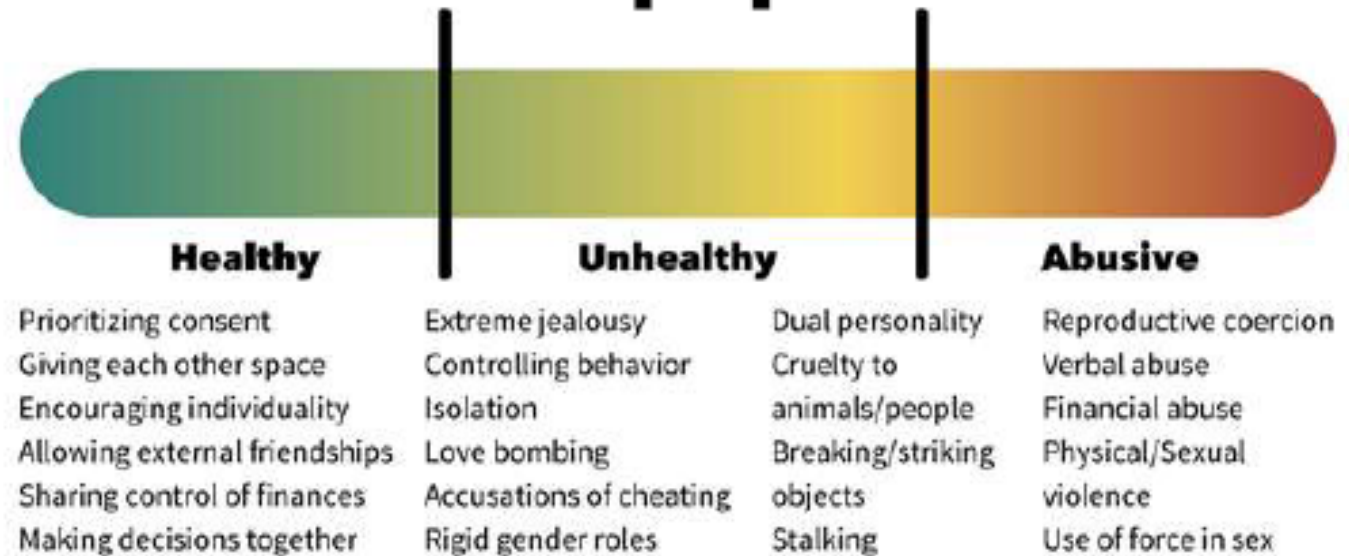 Healthy
Prioritizing consent
Giving each other space
Encouraging individuality
Allowing external friendships
Sharing control of finances
Making decisions together
Unhealthy
Extreme jealousy
Controlling behavior
Isolation
Love bombing
Accusations of cheating
Rigid gender roles
Dual personality
Cruelty to
animals/people
Breaking/striking
objects
Stalking
Abusive
Reproductive coercion
Verbal abuse
Financial abuse
Physical/Sexual
violence
Use of force in sex